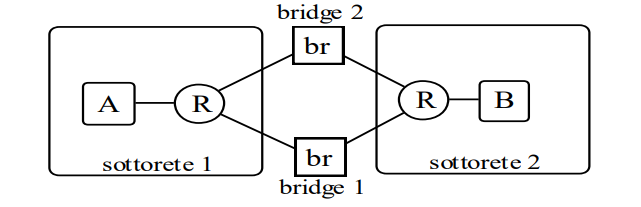 bridge 2
br
A
R
R
B
sottorete 1
br
sottorete 2
bridge 1